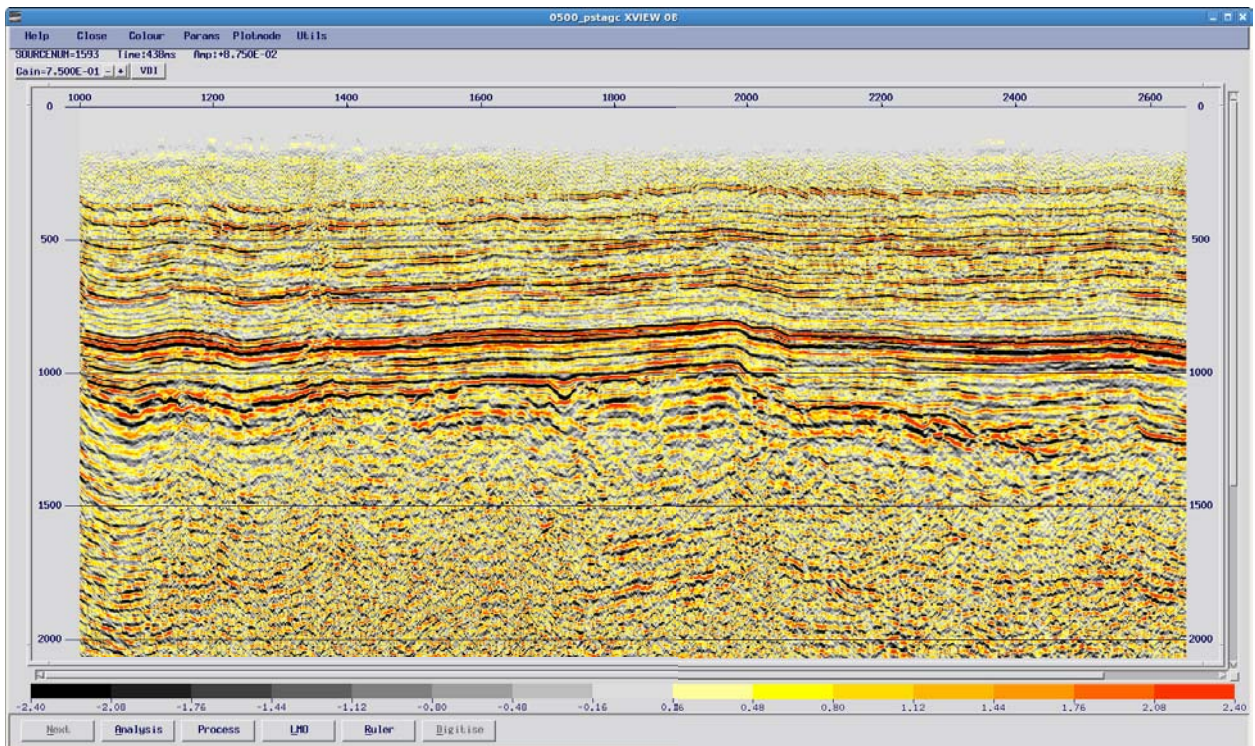 0500_pstagc XVIEW 08
Help Close Colour Params Plotmode Utils
SOURCENUM=1593 Time:438ms Amp:+8.750E-02
Gain=7.500E-01 - + VDI
1000 1200 1400 1600 1800 2000 2200 2400 2600
0 0
500 500
1000 1000
1500 1500
2000 2000
-2.40 -2.08 -1.76 -1.44 -1.12 -0.80 -0.48 -0.16 0.16 0.48 0.80 1.12 1.44 1.76 2.08 2.40
Next Analysis Process LMO Ruler Digitise